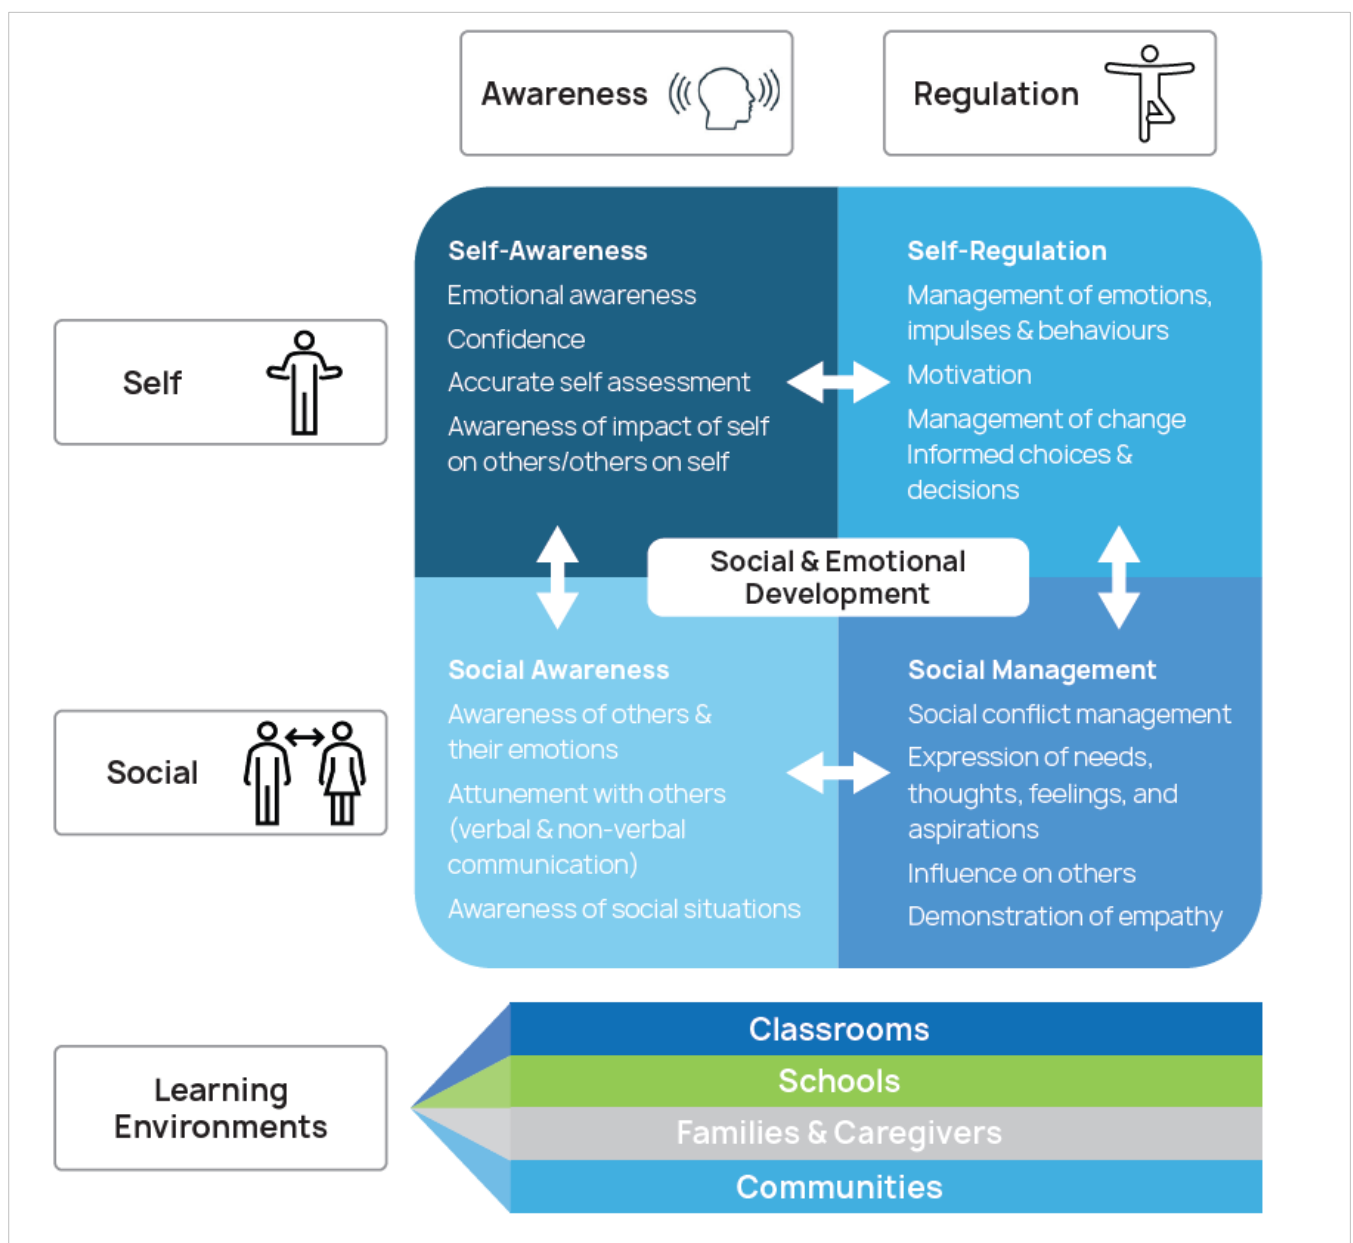 Awareness
Regulation
Self
Self-Awareness
Emotional awareness
Confidence
Accurate self assessment
Awareness of impact of self
on others/others on self
Self-Regulation
Management of emotions,
impulses & behaviours
Motivation
Management of change
Informed choices &
decisions
Social & Emotional
Development
Social
Social Awareness
Awareness of others &
their emotions
Attunement with others
(verbal & non-verbal
communication)
Awareness of social situations
Social Management
Social conflict management
Expression of needs,
thoughts, feelings, and
aspirations
Influence on others
Demonstration of empathy
Learning
Environments
Classrooms
Schools
Families & Caregivers
Communities